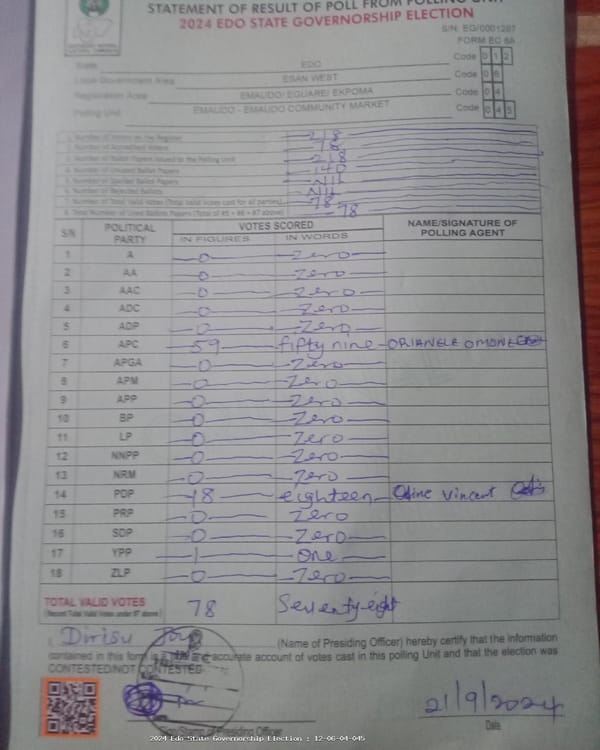 STATEMENT OF RESULT OF POLL FROM POLLING UNIT
2024 EDO STATE GOVERNORSHIP ELECTION
S/N: EG/0001287
FORM EC 8A
State EDO Code 0 1 2
Local Government Area ESAN WEST Code 0 6
Registration Area EMAUDO/ EGUARE/ EKPOMA Code 0 4
Polling Unit EMAUDO - EMAUDO COMMUNITY MARKET Code 0 4 5
1. Number of Voters on the Register 218
2. Number of Accredited Voters 78
3. Number of Ballot Papers Issued to the Polling Unit 218
4. Number of Unused Ballot Papers 140
5. Number of Spoiled Ballot Papers Nil
6. Number of Rejected Ballots Nil
7. Number of Total Valid Votes (Total valid votes cast for all parties) 78
8. Total Number of Used Ballots Papers (Total of #5 + #6 + #7 above) 78
S/N POLITICAL PARTY VOTES SCORED NAME/SIGNATURE OF POLLING AGENT
IN FIGURES IN WORDS
1 A 0 Zero
2 AA 0 Zero
3 AAC 0 Zero
4 ADC 0 Zero
5 ADP 0 Zero
6 APC 59 fifty nine
7 APGA 0 Zero
8 APM 0 Zero
9 APP 0 Zero
10 BP 0 Zero
11 LP 0 Zero
12 NNPP 0 Zero
13 NRM 0 Zero
14 PDP 18 eighteen Vincent
15 PRP 0 Zero
16 SDP 0 Zero
17 YPP 1 One
18 ZLP 0 Zero
TOTAL VALID VOTES 78 Seventy eight
(Record Total Valid Votes under #7 above)
I, Dirisu (Name of Presiding Officer) hereby certify that the information
contained in this form is a true and accurate account of votes cast in this polling Unit and that the election was
CONTESTED/NOT CONTESTED
21/9/2024
Date
2024 Edo State Governorship Election : 12-06-04-045